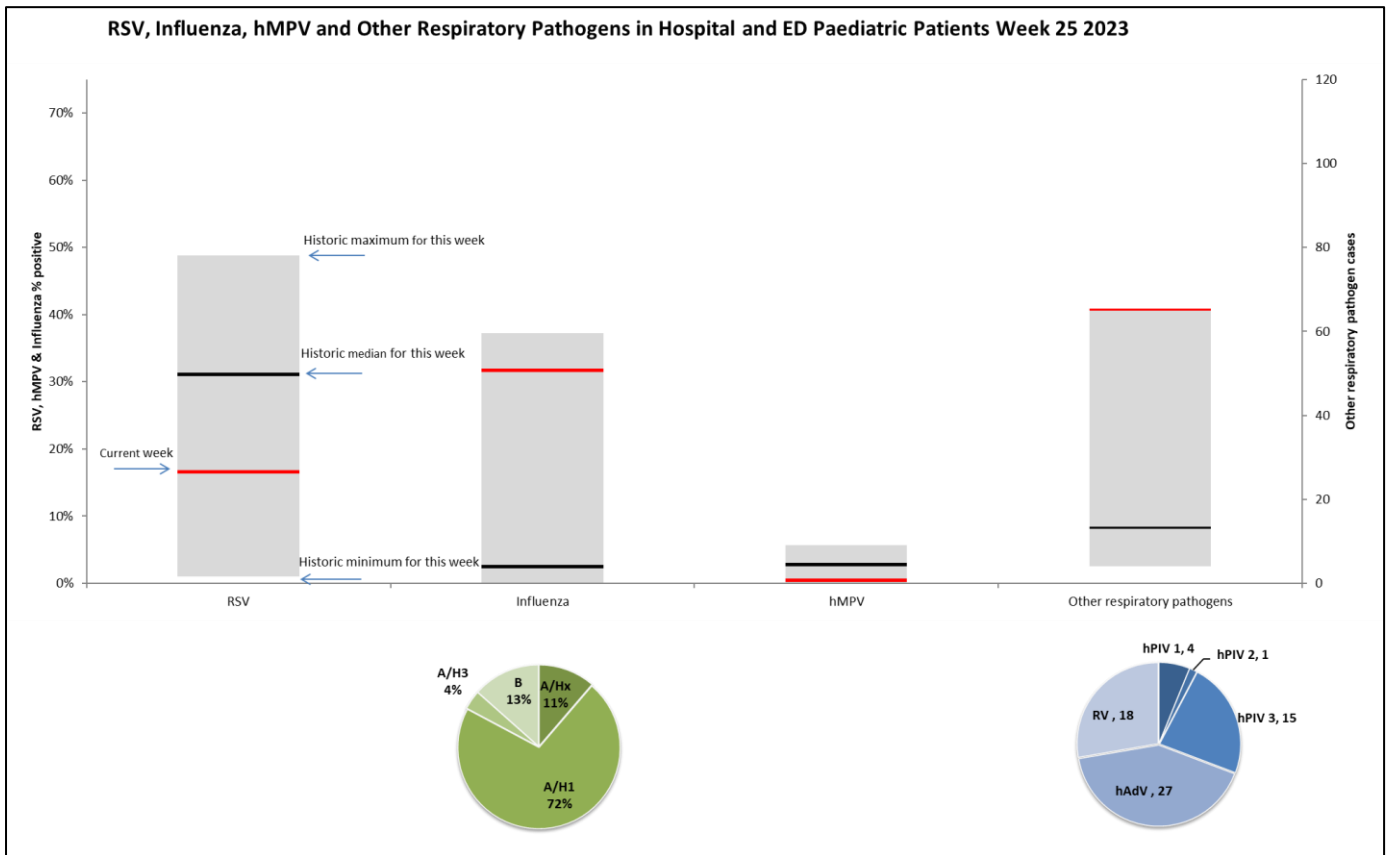 RSV, Influenza, hMPV and Other Respiratory Pathogens in Hospital and ED Paediatric Patients Week 25 2023
RSV, hMPV & Influenza % positive
70%
60%
50%
40%
30%
20%
10%
0%
Historic maximum for this week
Historic median for this week
Current week
Historic minimum for this week
120
100
80
60
40
20
0
Other respiratory pathogen cases
RSV
Influenza
hMPV
Other respiratory pathogens
A/H3
4%
B
13%
A/Hx
11%
A/H1
72%
hPIV 1, 4
hPIV 2, 1
hPIV 3, 15
RV , 18
hAdV , 27